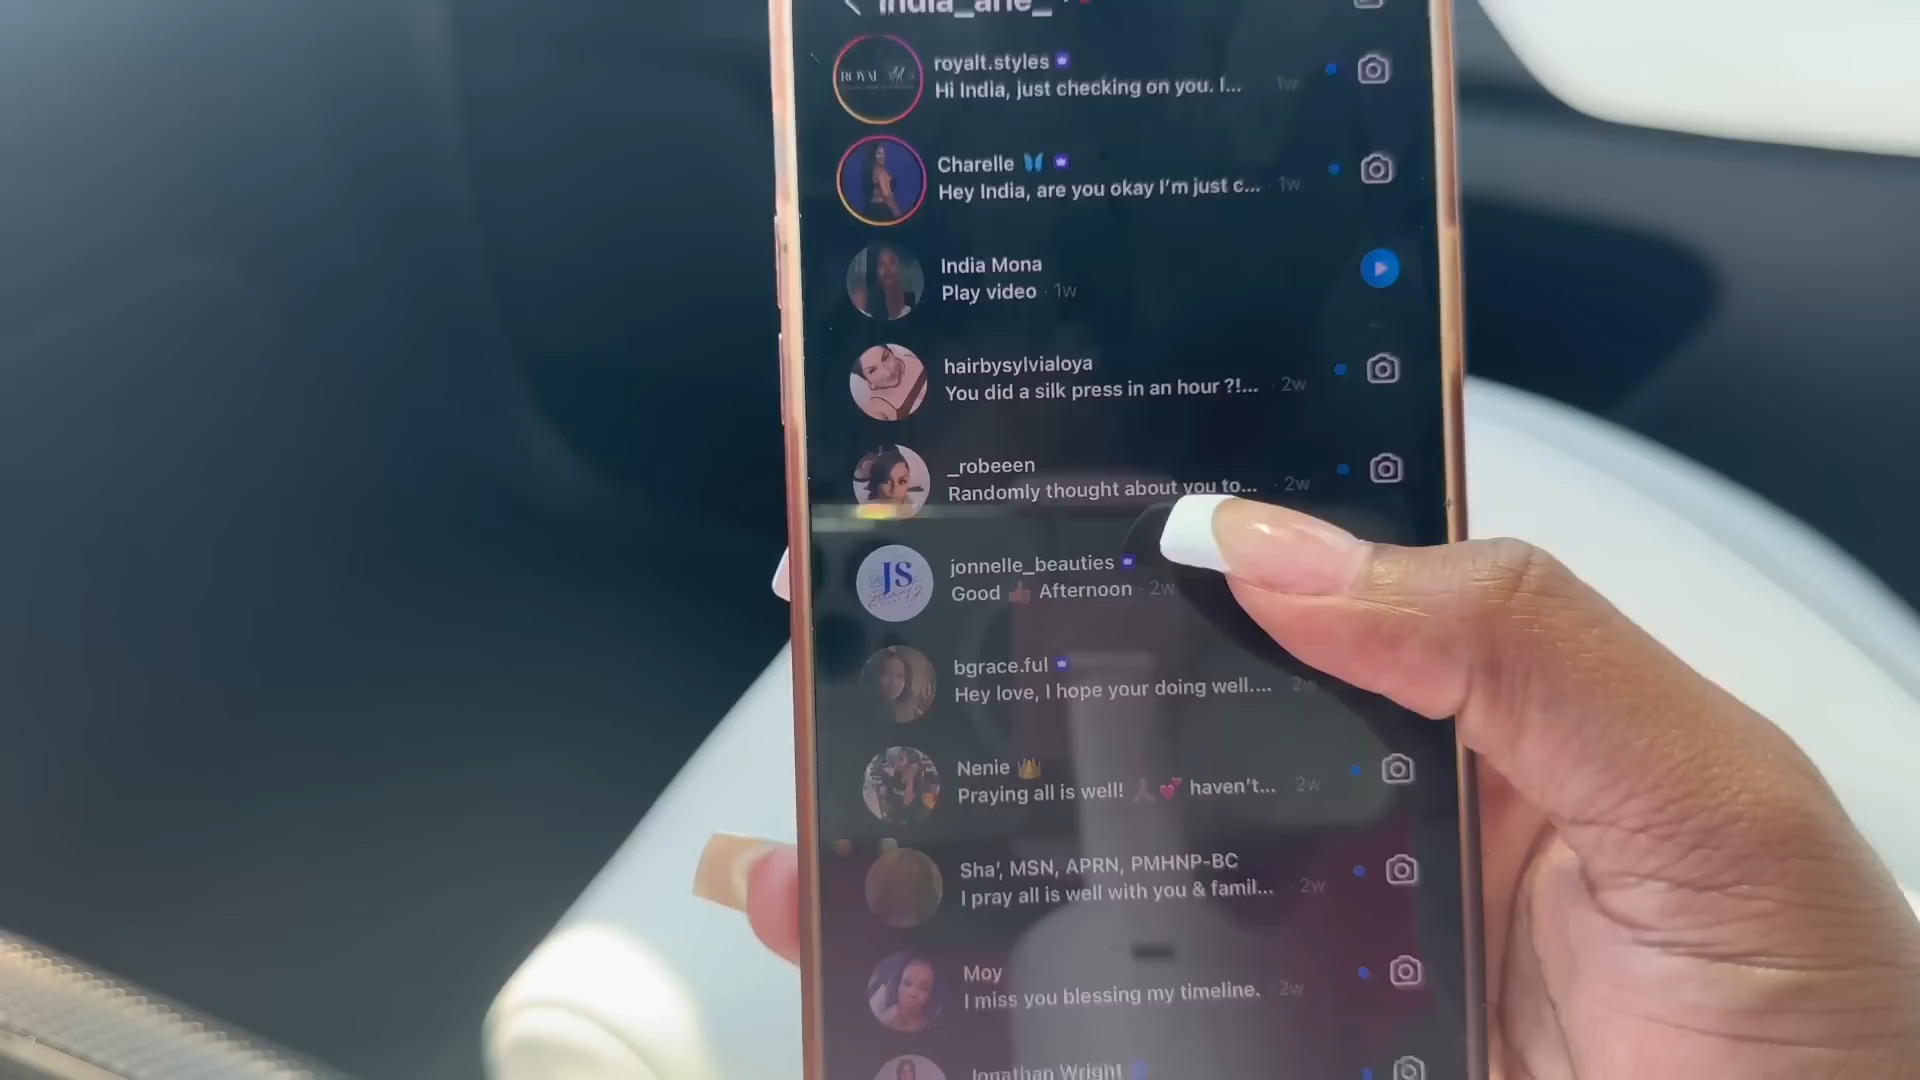 india_arie_
royalt.styles
Hi India, just checking on you. I... 1w
Charelle 🦋
Hey India, are you okay I'm just c... · 1w
India Mona
Play video · 1w
hairbysylvialoya
You did a silk press in an hour ?!... · 2w
_robeeen
Randomly thought about you to... · 2w
JS
jonnelle_beauties
Good 👍🏾 Afternoon · 2w
bgrace.ful
Hey love, I hope your doing well.... 2w
Nenie 👑
Praying all is well! 🙏🏾 💕 haven't... · 2w
Sha', MSN, APRN, PMHNP-BC
I pray all is well with you & famil... · 2w
Moy
I miss you blessing my timeline. · 2w
Jonathan Wright